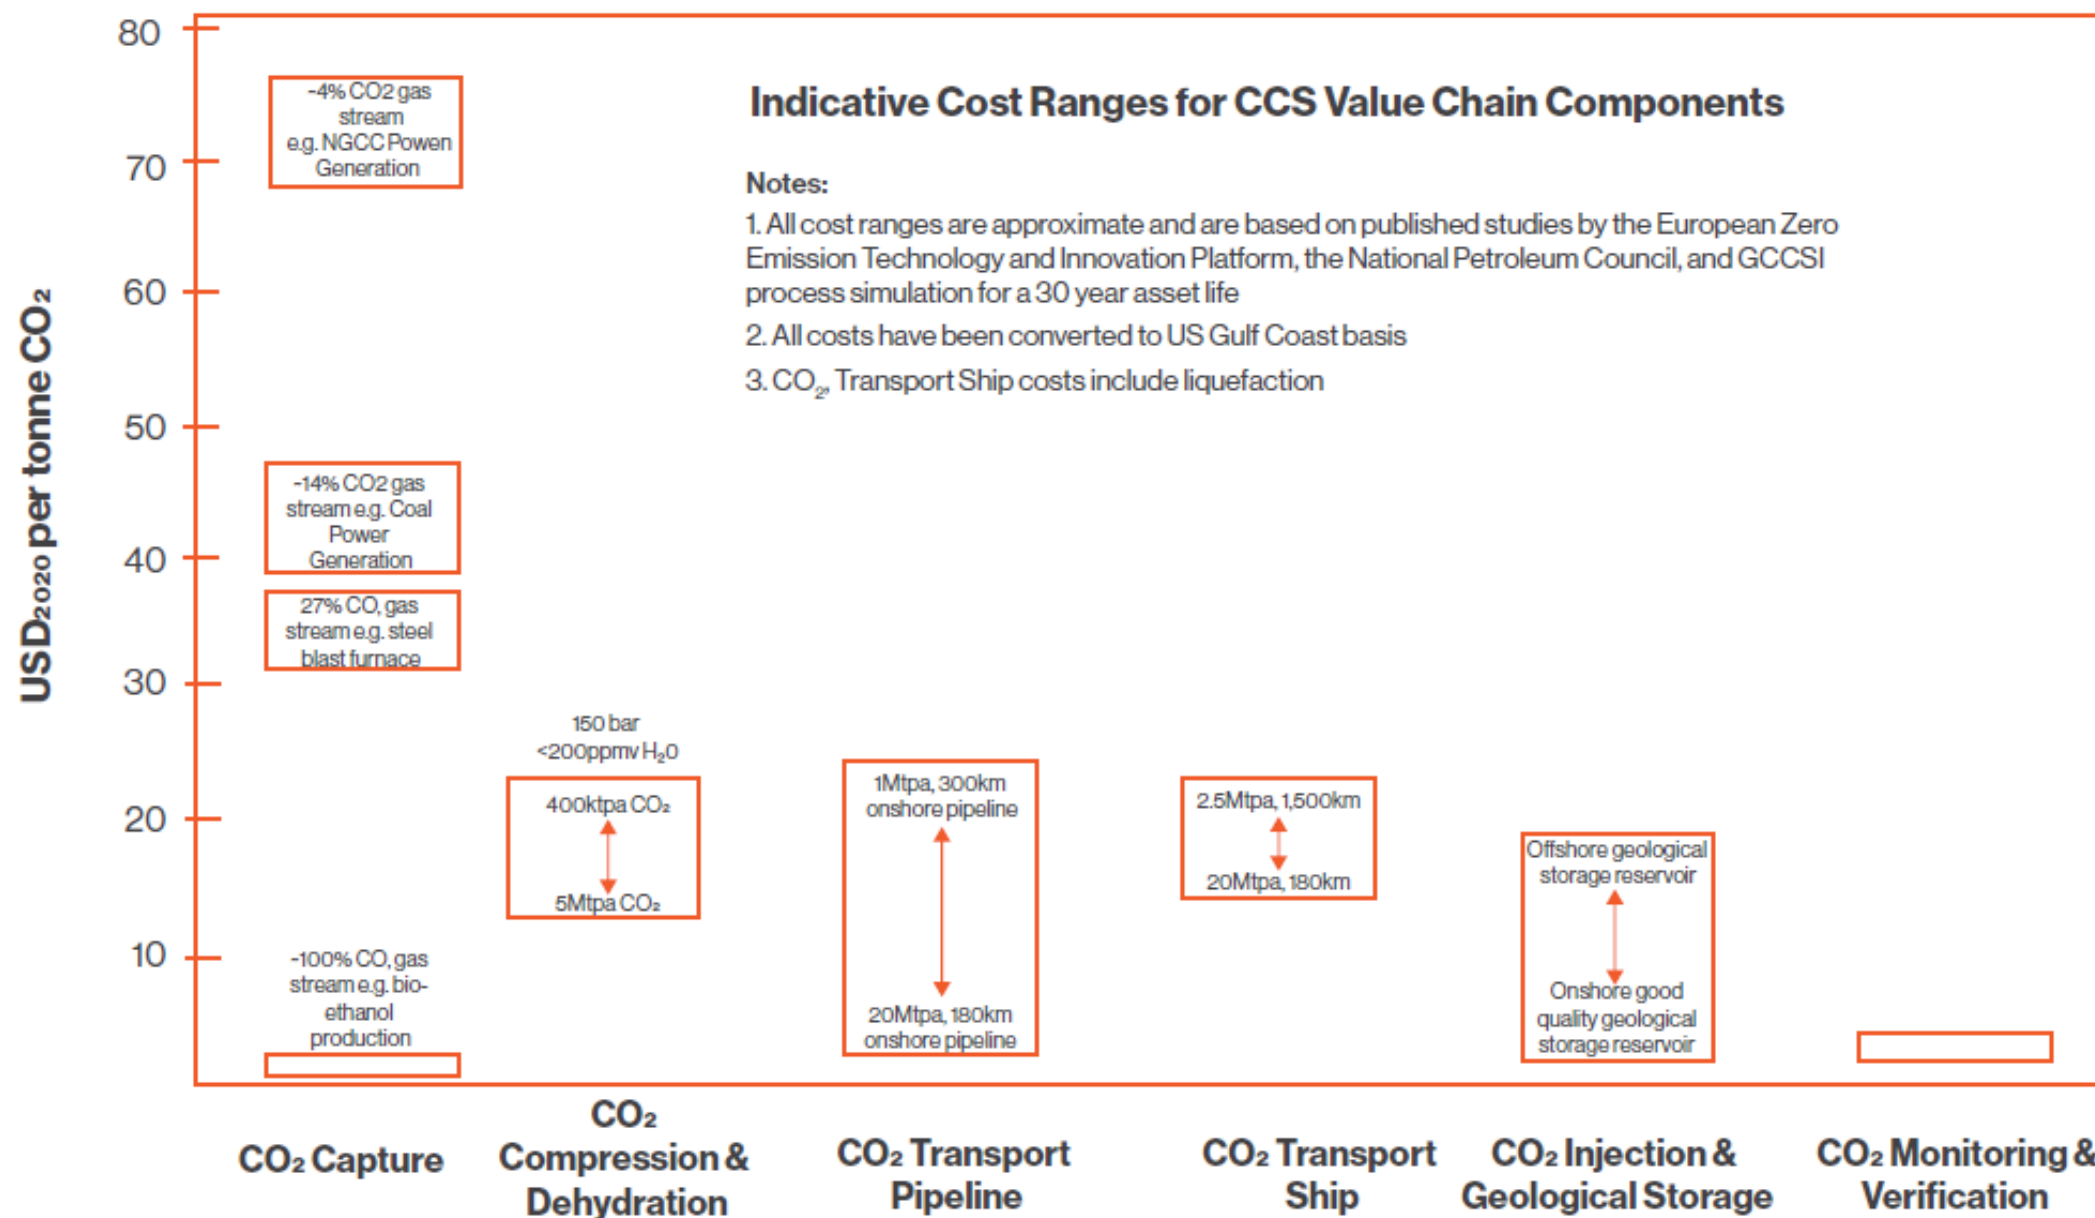 80
70
60
50
40
30
20
10
USD₂₀₂₀ per tonne CO₂
Indicative Cost Ranges for CCS Value Chain Components
Notes:
1. All cost ranges are approximate and are based on published studies by the European Zero
Emission Technology and Innovation Platform, the National Petroleum Council, and GCCSI
process simulation for a 30 year asset life
2. All costs have been converted to US Gulf Coast basis
3. CO₂, Transport Ship costs include liquefaction
-4% CO2 gas
stream
e.g. NGCC Powen
Generation
-14% CO2 gas
stream e.g. Coal
Power
Generation
27% CO, gas
stream e.g. steel
blast furnace
-100% CO, gas
stream e.g. bio-
ethanol
production
150 bar
<200ppmv H₂0
400ktpa CO₂
5Mtpa CO₂
1Mtpa, 300km
onshore pipeline
20Mtpa, 180km
onshore pipeline
2.5Mtpa, 1,500km
20Mtpa, 180km
Offshore geological
storage reservoir
Onshore good
quality geological
storage reservoir
CO₂ Capture
CO₂
Compression &
Dehydration
CO₂ Transport
Pipeline
CO₂ Transport
Ship
CO₂ Injection &
Geological Storage
CO₂ Monitoring &
Verification